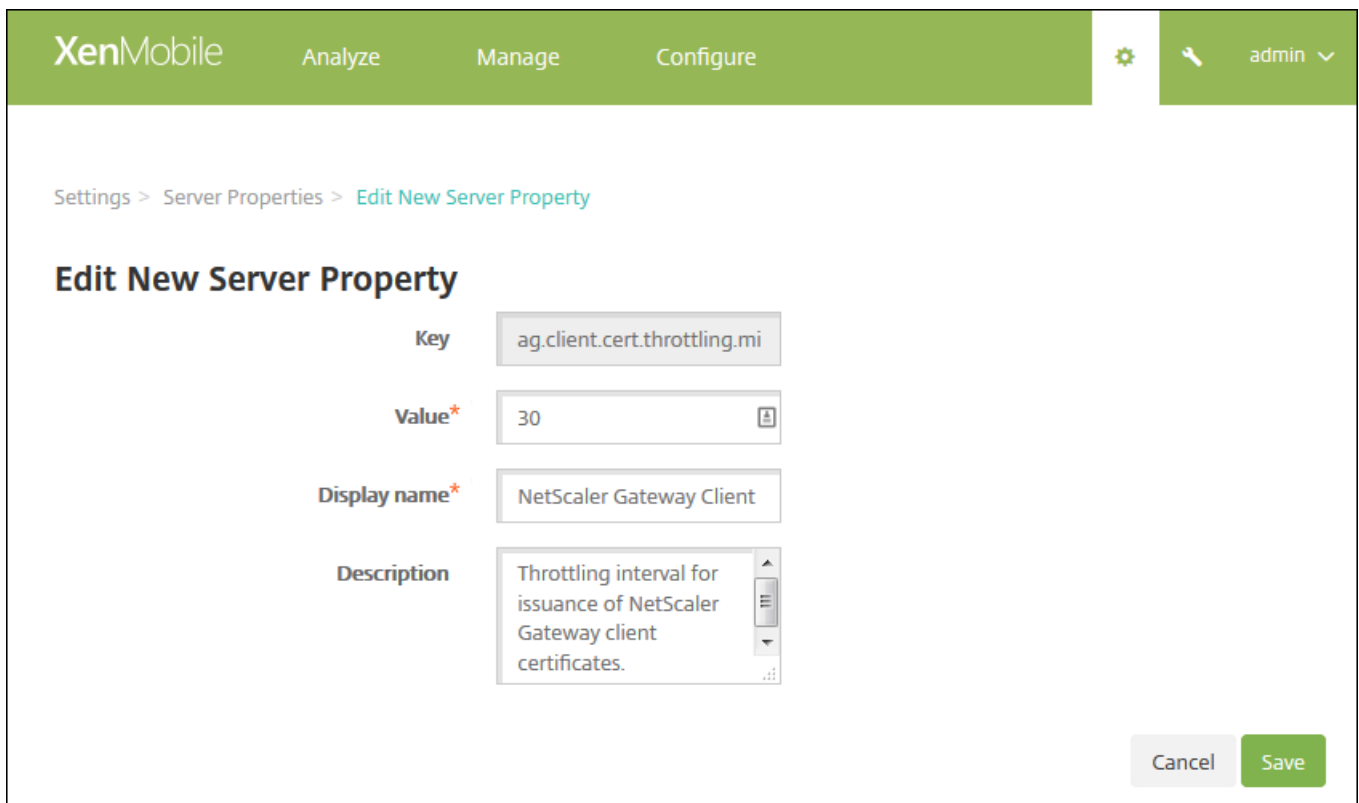 XenMobile Analyze Manage Configure admin
Settings > Server Properties > Edit New Server Property
Edit New Server Property
Key ag.client.cert.throttling.mi
Value* 30
Display name* NetScaler Gateway Client
Description Throttling interval for
issuance of NetScaler
Gateway client
certificates.
Cancel Save